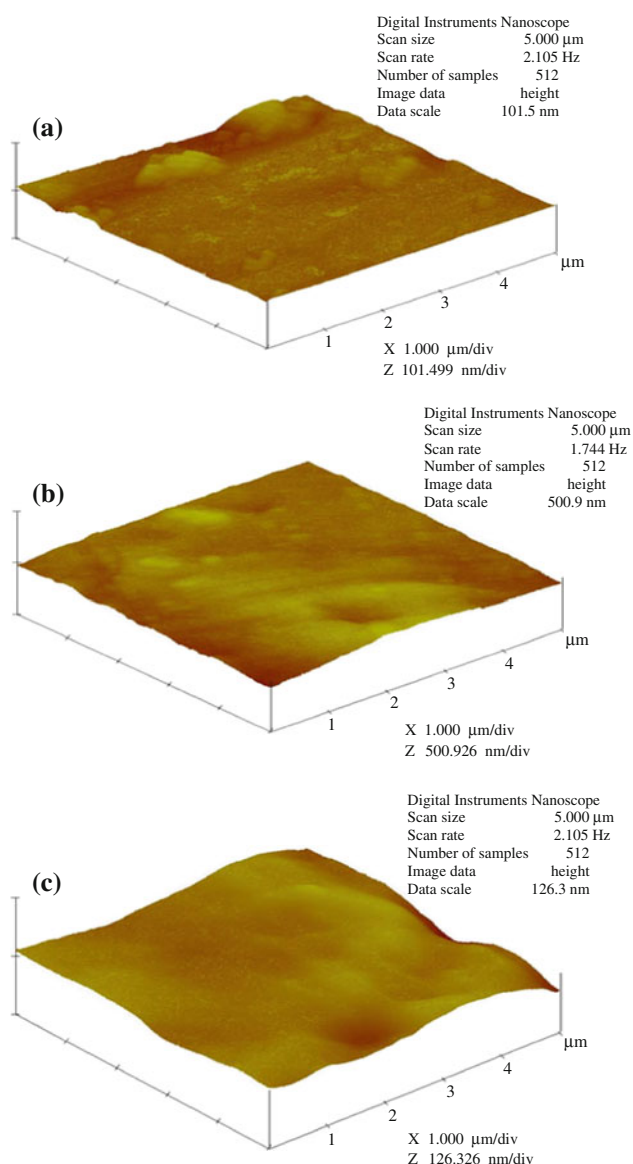 Digital Instruments Nanoscope
Scan size 5.000 µm
Scan rate 2.105 Hz
Number of samples 512
Image data height
Data scale 101.5 nm
(a)
µm
4
3
2
1
X 1.000 µm/div
Z 101.499 nm/div
Digital Instruments Nanoscope
Scan size 5.000 µm
Scan rate 1.744 Hz
Number of samples 512
Image data height
Data scale 500.9 nm
(b)
µm
4
3
2
1
X 1.000 µm/div
Z 500.926 nm/div
Digital Instruments Nanoscope
Scan size 5.000 µm
Scan rate 2.105 Hz
Number of samples 512
Image data height
Data scale 126.3 nm
(c)
µm
4
3
2
1
X 1.000 µm/div
Z 126.326 nm/div